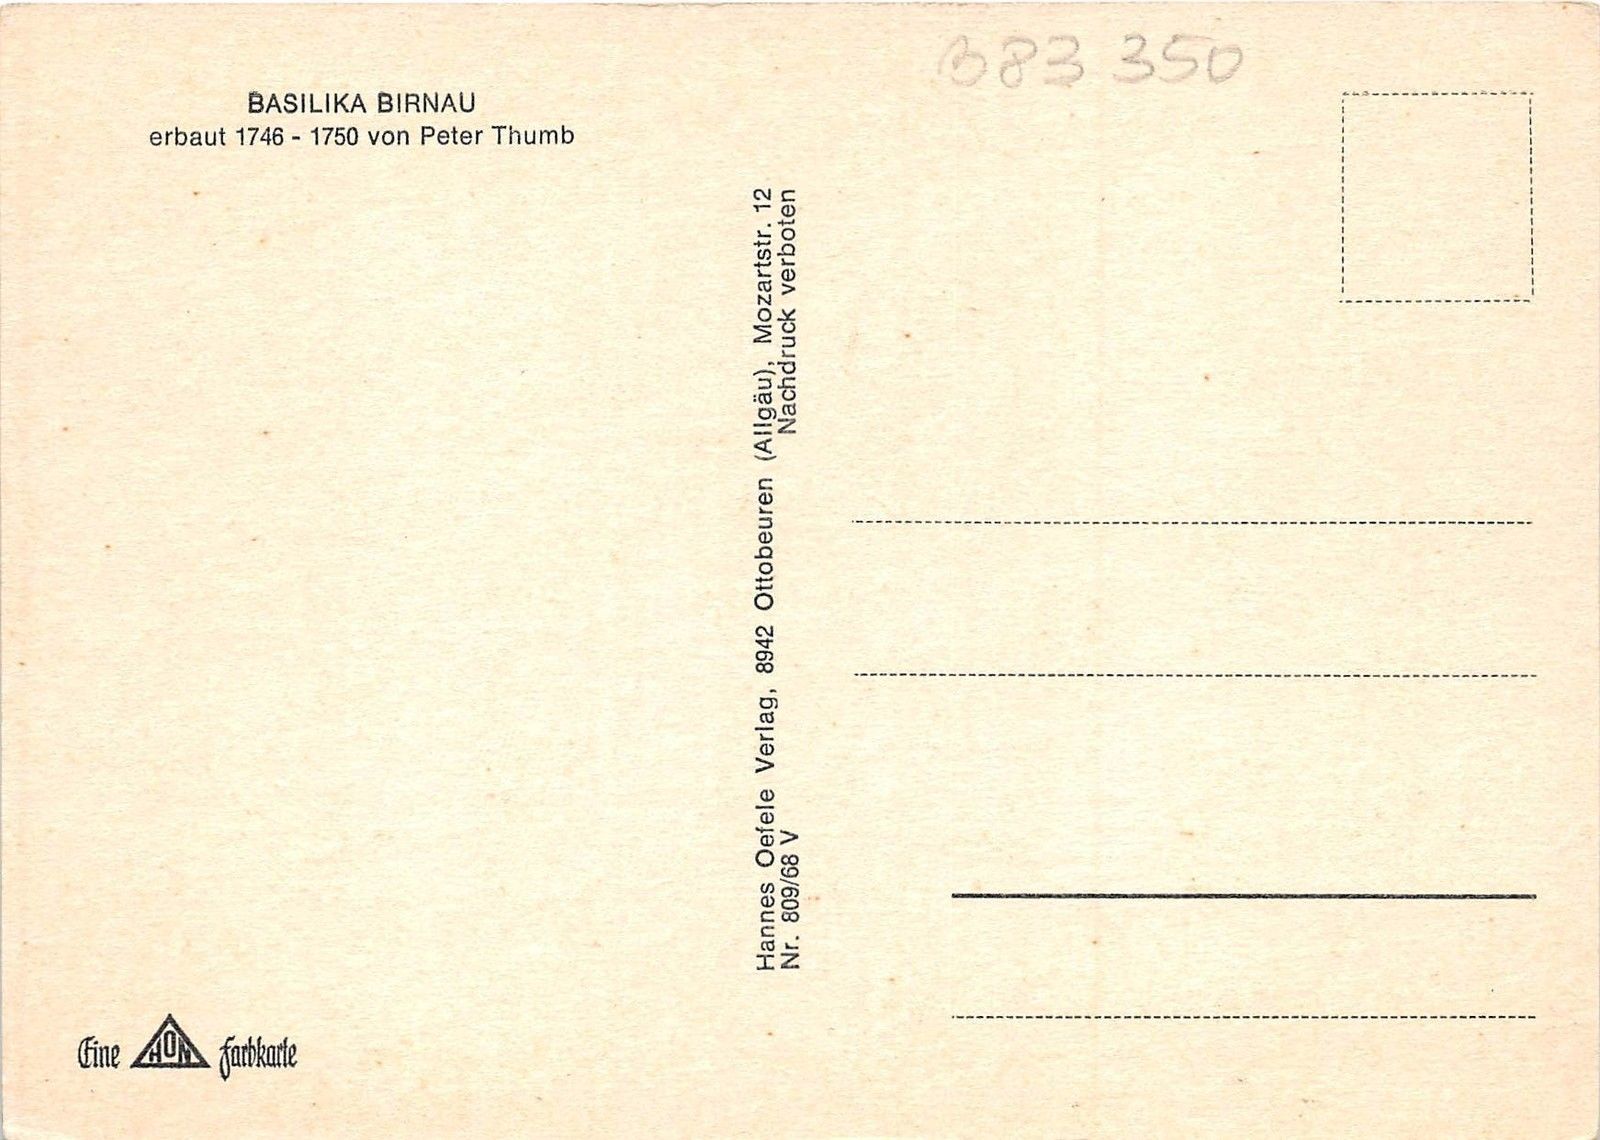 B83 350
BASILIKA BIRNAU
erbaut 1746 - 1750 von Peter Thumb
Hannes Oefele Verlag, 8942 Ottobeuren (Allgäu), Mozartstr. 12
Nr. 809/68 V Nachdruck verboten
Eine HON Farbkarte